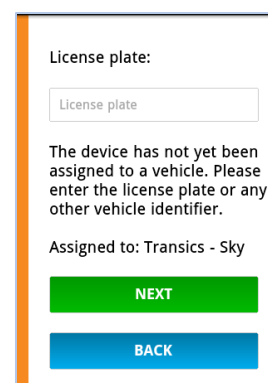 License plate:
License plate
The device has not yet been
assigned to a vehicle. Please
enter the license plate or any
other vehicle identifier.
Assigned to: Transics - Sky
NEXT
BACK